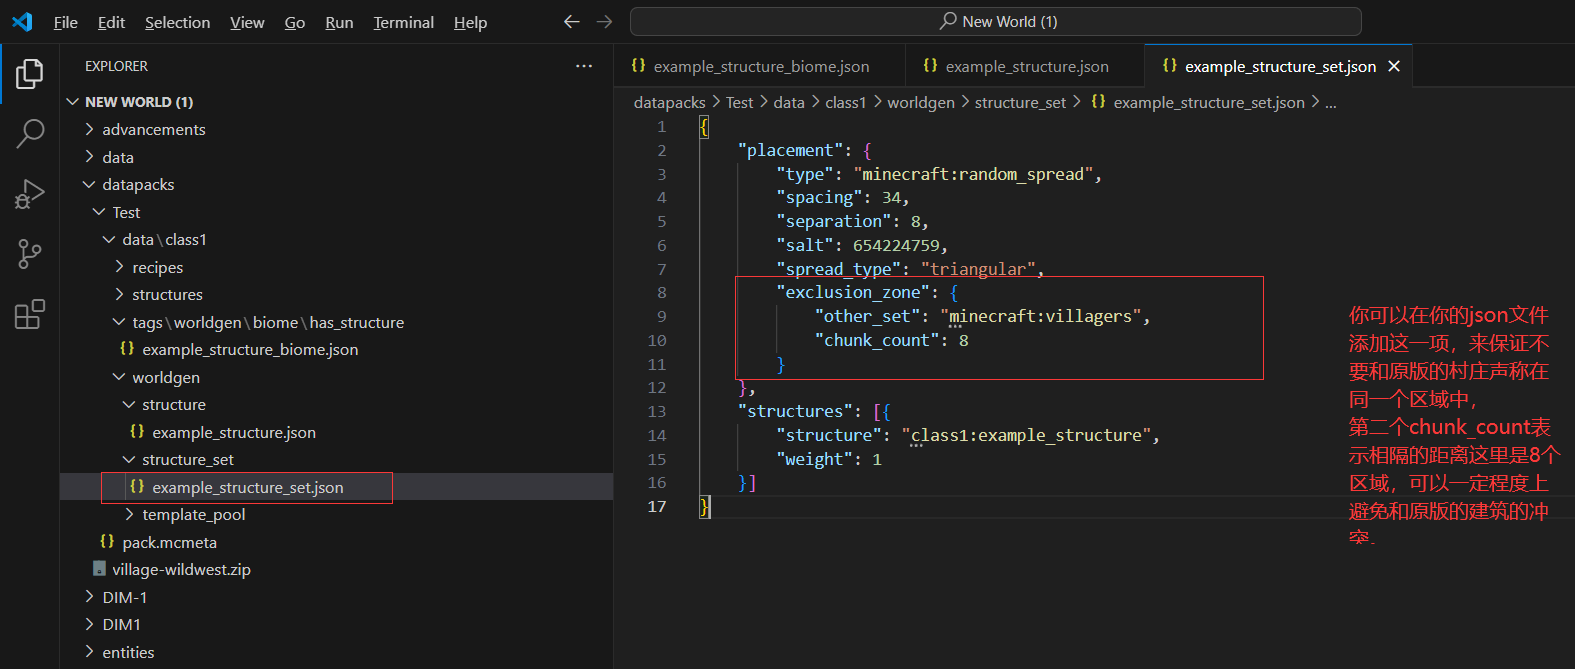 File Edit Selection View Go Run Terminal Help
New World (1)
EXPLORER
NEW WORLD (1)
advancements
data
datapacks
Test
data\class1
recipes
structures
tags\worldgen\biome\has_structure
example_structure_biome.json
worldgen
structure
example_structure.json
structure_set
example_structure_set.json
template_pool
pack.mcmeta
village-wildwest.zip
DIM-1
DIM1
entities
example_structure_biome.json example_structure.json example_structure_set.json
datapacks > Test > data > class1 > worldgen > structure_set > {} example_structure_set.json > ...
1 {
2 "placement": {
3 "type": "minecraft:random_spread",
4 "spacing": 34,
5 "separation": 8,
6 "salt": 654224759,
7 "spread_type": "triangular",
8 "exclusion_zone": {
9 "other_set": "minecraft:villagers",
10 "chunk_count": 8
11 }
12 },
13 "structures": [{
14 "structure": "class1:example_structure",
15 "weight": 1
16 }]
17 }
你可以在你的json文件
添加这一项，来保证不
要和原版的村庄声称在
同一个区域中，
第二个chunk_count表
示相隔的距离这里是8个
区域，可以一定程度上
避免和原版的建筑的冲
突。